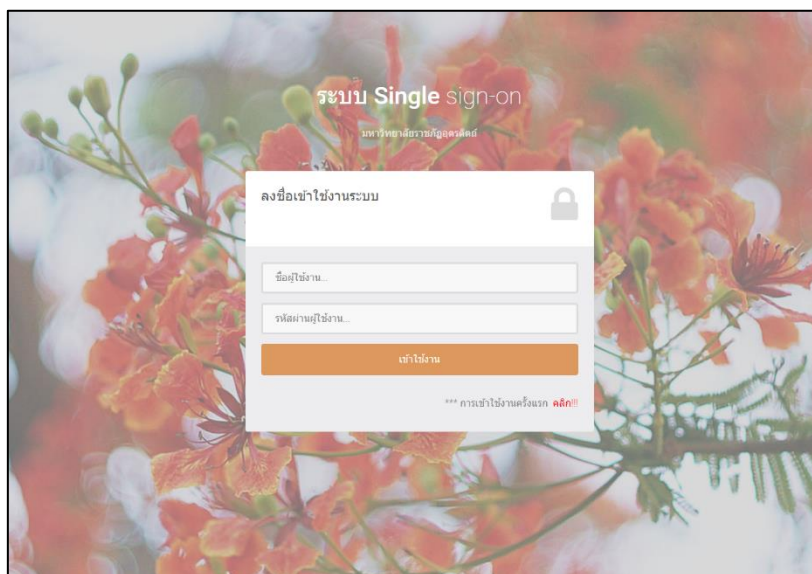 ระบบ Single sign-on
มหาวิทยาลัยราชภัฏอุตรดิตถ์
ลงชื่อเข้าใช้งานระบบ
ชื่อผู้ใช้งาน...
รหัสผ่านผู้ใช้งาน...
เข้าใช้งาน
*** การเข้าใช้งานครั้งแรก คลิก!!!